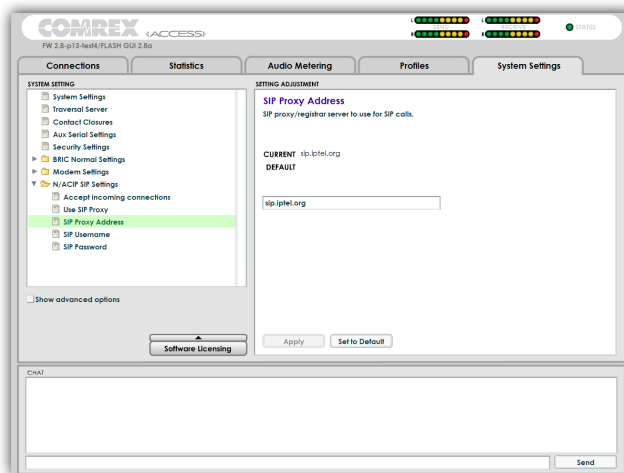 COMREX (ACCESS)
FW 2.8-p13-test4/FLASH GUI 2.8a
L L
SEND RECEIVE
R R
STATUS
Connections Statistics Audio Metering Profiles System Settings
SYSTEM SETTING
System Settings
Traversal Server
Contact Closures
Aux Serial Settings
Security Settings
BRIC Normal Settings
Modem Settings
N/ACIP SIP Settings
Accept incoming connections
Use SIP Proxy
SIP Proxy Address
SIP Username
SIP Password
Show advanced options
Software Licensing
SETTING ADJUSTMENT
SIP Proxy Address
SIP proxy/registrar server to use for SIP calls.
CURRENT sip.iptel.org
DEFAULT
sip.iptel.org
Apply Set to Default
CHAT
Send